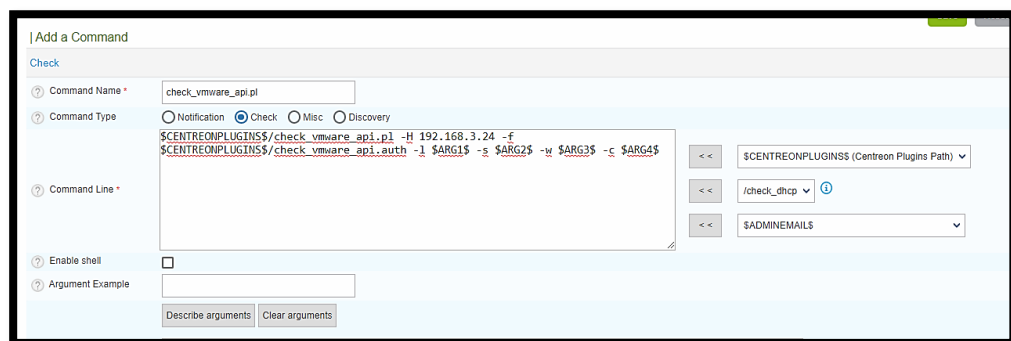 Add a Command
Check
Command Name *
check_vmware_api.pl
Command Type
Notification Check Misc Discovery
Command Line *
$CENTREONPLUGINS$/check_vmware_api.pl -H 192.168.3.24 -f
$CENTREONPLUGINS$/check_vmware_api.auth -l $ARG1$ -s $ARG2$ -w $ARG3$ -c $ARG4$
<< $CENTREONPLUGINS$ (Centreon Plugins Path)
<< /check_dhcp
<< $ADMINEMAIL$
Enable shell
Argument Example
Describe arguments Clear arguments